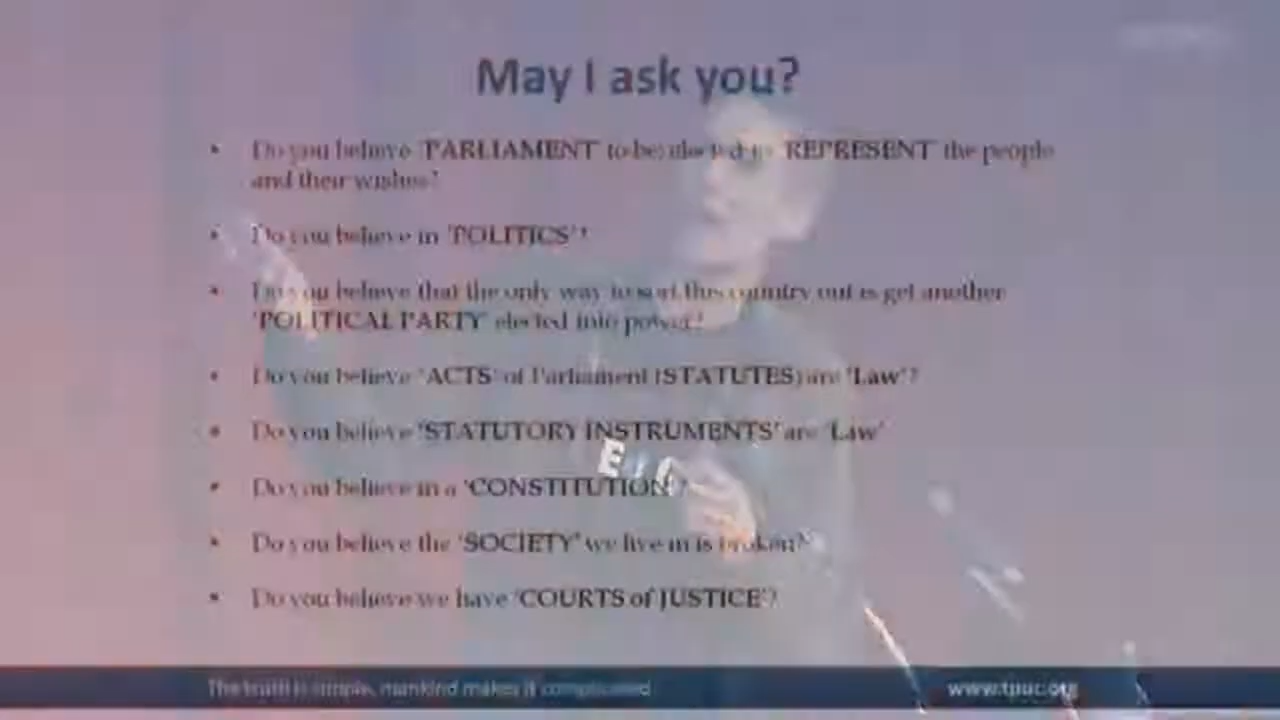 May I ask you?
• Do you believe 'PARLIAMENT' to be elected to 'REPRESENT' the people
and their wishes?
• Do you believe in 'POLITICS'?
• Do you believe that the only way to sort this country out is get another
'POLITICAL PARTY' elected into power?
• Do you believe 'ACTS' of Parliament (STATUTES) are 'Law'?
• Do you believe 'STATUTORY INSTRUMENTS' are 'Law'
• Do you believe in a 'CONSTITUTION'?
• Do you believe the 'SOCIETY' we live in is broken?
• Do you believe we have 'COURTS of JUSTICE'?
The truth is simple, mankind makes it complicated
www.tpuc.org